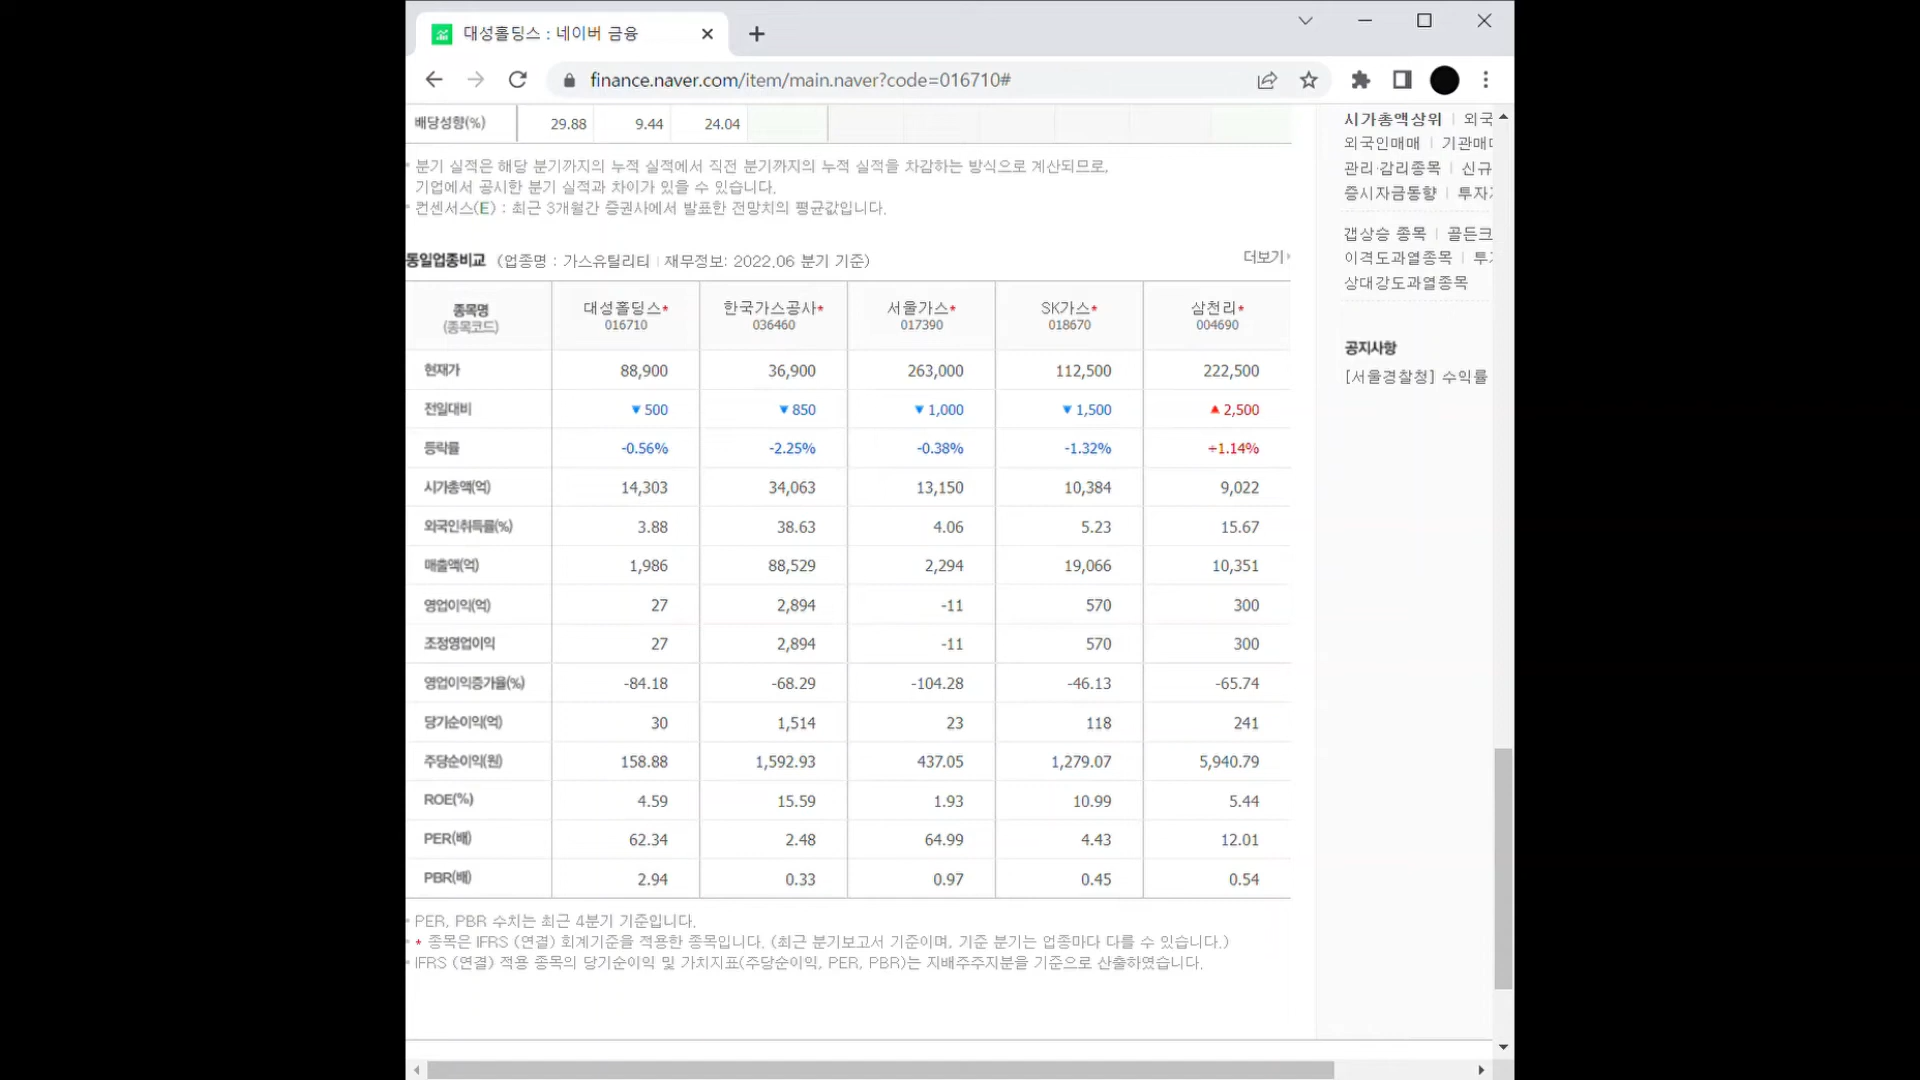 대성홀딩스 : 네이버 금융
finance.naver.com/item/main.naver?code=016710#
배당성향(%) 29.88 9.44 24.04
분기 실적은 해당 분기까지의 누적 실적에서 직전 분기까지의 누적 실적을 차감하는 방식으로 계산되므로,
기업에서 공시한 분기 실적과 차이가 있을 수 있습니다.
컨센서스(E) : 최근 3개월간 증권사에서 발표한 전망치의 평균값입니다.
동일업종비교 (업종명 : 가스유틸리티 | 재무정보: 2022.06 분기 기준) 더보기
종목명 대성홀딩스* 한국가스공사* 서울가스* SK가스* 삼천리*
(종목코드) 016710 036460 017390 018670 004690
현재가 88,900 36,900 263,000 112,500 222,500
전일대비 ▼500 ▼850 ▼1,000 ▼1,500 ▲2,500
등락률 -0.56% -2.25% -0.38% -1.32% +1.14%
시가총액(억) 14,303 34,063 13,150 10,384 9,022
외국인취득률(%) 3.88 38.63 4.06 5.23 15.67
매출액(억) 1,986 88,529 2,294 19,066 10,351
영업이익(억) 27 2,894 -11 570 300
조정영업이익 27 2,894 -11 570 300
영업이익증가율(%) -84.18 -68.29 -104.28 -46.13 -65.74
당기순이익(억) 30 1,514 23 118 241
주당순이익(원) 158.88 1,592.93 437.05 1,279.07 5,940.79
ROE(%) 4.59 15.59 1.93 10.99 5.44
PER(배) 62.34 2.48 64.99 4.43 12.01
PBR(배) 2.94 0.33 0.97 0.45 0.54
PER, PBR 수치는 최근 4분기 기준입니다.
* 종목은 IFRS (연결) 회계기준을 적용한 종목입니다. (최근 분기보고서 기준이며, 기준 분기는 업종마다 다를 수 있습니다.)
IFRS (연결) 적용 종목의 당기순이익 및 가치지표(주당순이익, PER, PBR)는 지배주주지분을 기준으로 산출하였습니다.
시가총액상위 | 외국
외국인매매 | 기관매
관리·감리종목 | 신규
증시자금동향 | 투자
갭상승 종목 | 골든크
이격도과열종목 | 투
상대강도과열종목
공지사항
[서울경찰청] 수익률